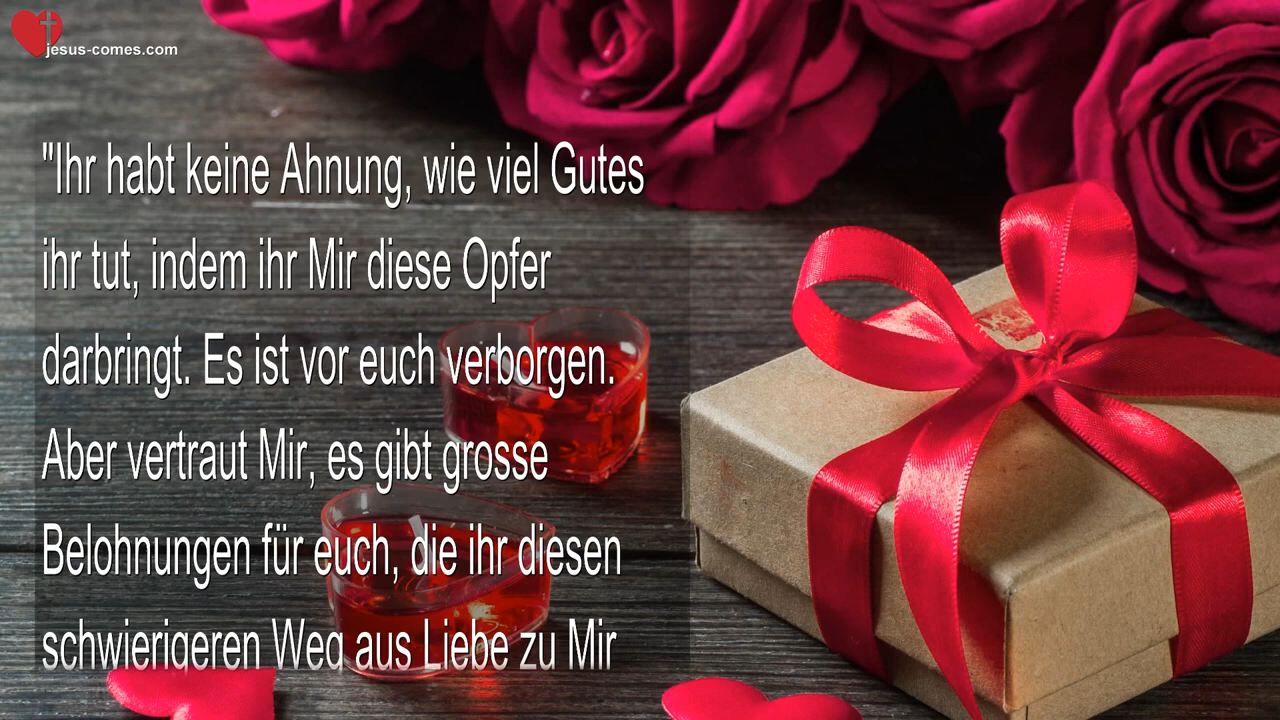 jesus-comes.com
"Ihr habt keine Ahnung, wie viel Gutes
ihr tut, indem ihr Mir diese Opfer
darbringt. Es ist vor euch verborgen.
Aber vertraut Mir, es gibt grosse
Belohnungen für euch, die ihr diesen
schwierigeren Weg aus Liebe zu Mir